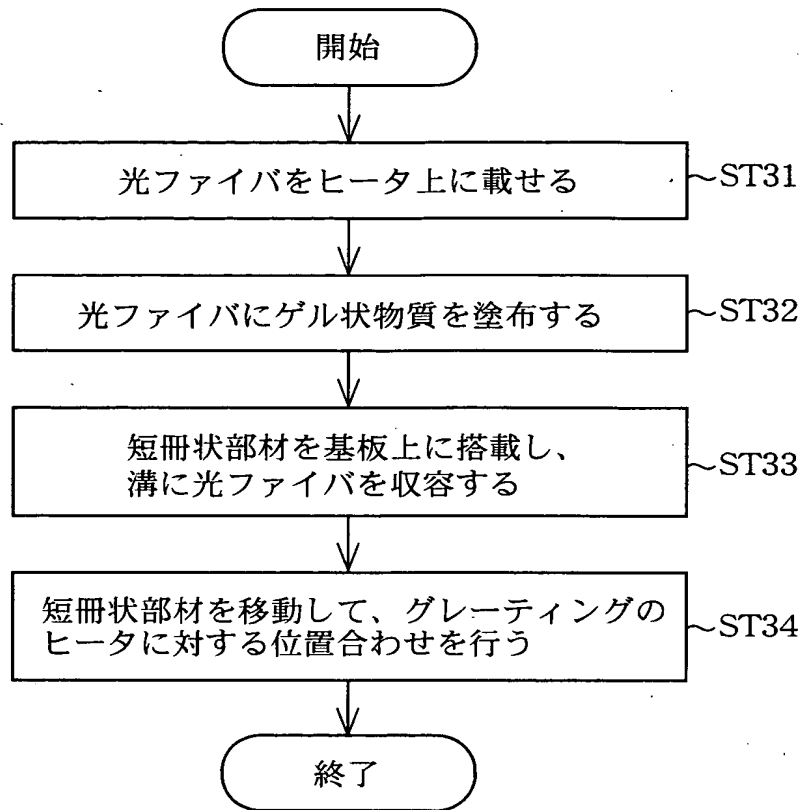 開始
光ファイバをヒータ上に載せる
~ST31
光ファイバにゲル状物質を塗布する
~ST32
短冊状部材を基板上に搭載し、
溝に光ファイバを収容する
~ST33
短冊状部材を移動して、グレーティングの
ヒータに対する位置合わせを行う
~ST34
終了